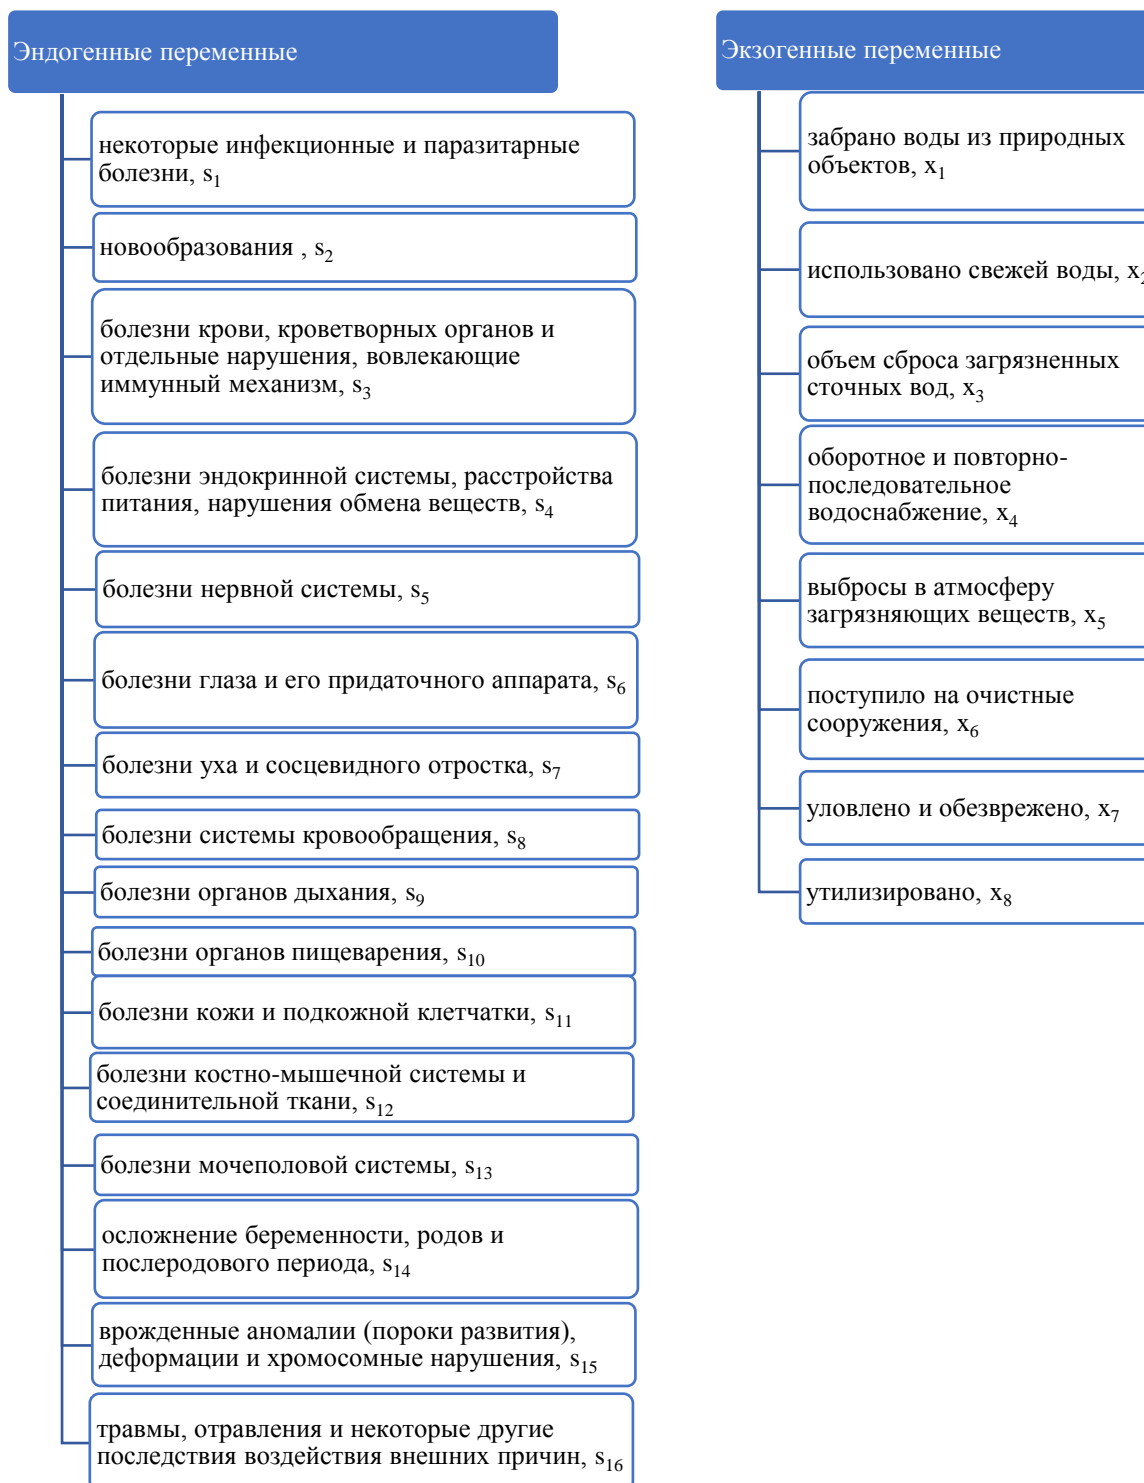 Эндогенные переменные
некоторые инфекционные и паразитарные
болезни, s₁
новообразования , s₂
болезни крови, кроветворных органов и
отдельные нарушения, вовлекающие
иммунный механизм, s₃
болезни эндокринной системы, расстройства
питания, нарушения обмена веществ, s₄
болезни нервной системы, s₅
болезни глаза и его придаточного аппарата, s₆
болезни уха и сосцевидного отростка, s₇
болезни системы кровообращения, s₈
болезни органов дыхания, s₉
болезни органов пищеварения, s₁₀
болезни кожи и подкожной клетчатки, s₁₁
болезни костно-мышечной системы и
соединительной ткани, s₁₂
болезни мочеполовой системы, s₁₃
осложнение беременности, родов и
послеродового периода, s₁₄
врожденные аномалии (пороки развития),
деформации и хромосомные нарушения, s₁₅
травмы, отравления и некоторые другие
последствия воздействия внешних причин, s₁₆
Экзогенные переменные
забрано воды из природных
объектов, x₁
использовано свежей воды, x₂
объем сброса загрязненных
сточных вод, x₃
оборотное и повторно-
последовательное
водоснабжение, x₄
выбросы в атмосферу
загрязняющих веществ, x₅
поступило на очистные
сооружения, x₆
уловлено и обезврежено, x₇
утилизировано, x₈